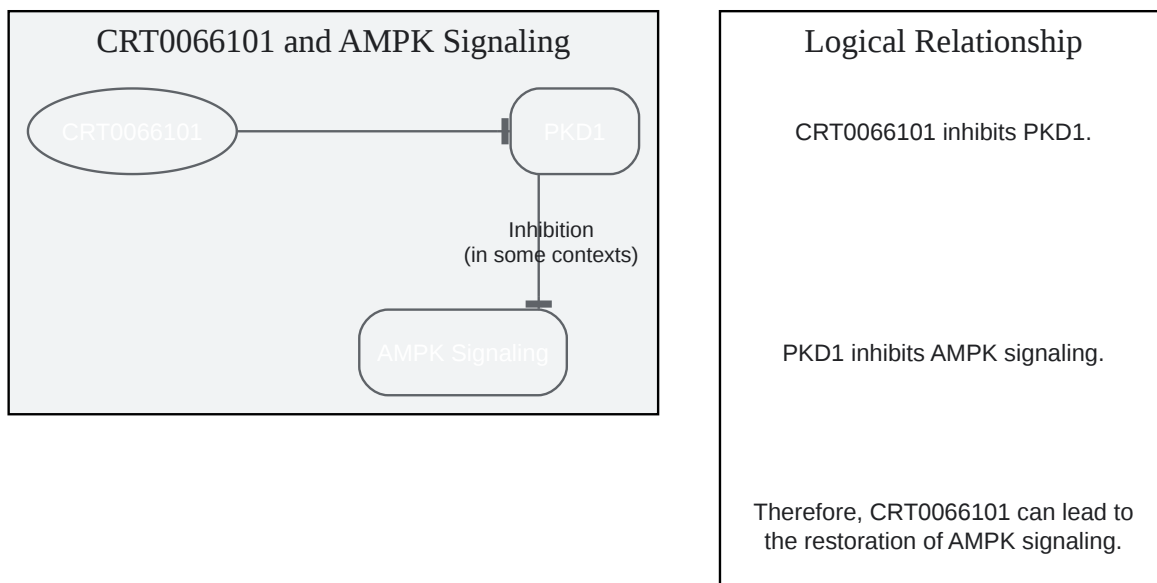 CRT0066101 and AMPK Signaling
CRT0066101
PKD1
Inhibition
(in some contexts)
AMPK Signaling
Logical Relationship
CRT0066101 inhibits PKD1.
PKD1 inhibits AMPK signaling.
Therefore, CRT0066101 can lead to
the restoration of AMPK signaling.